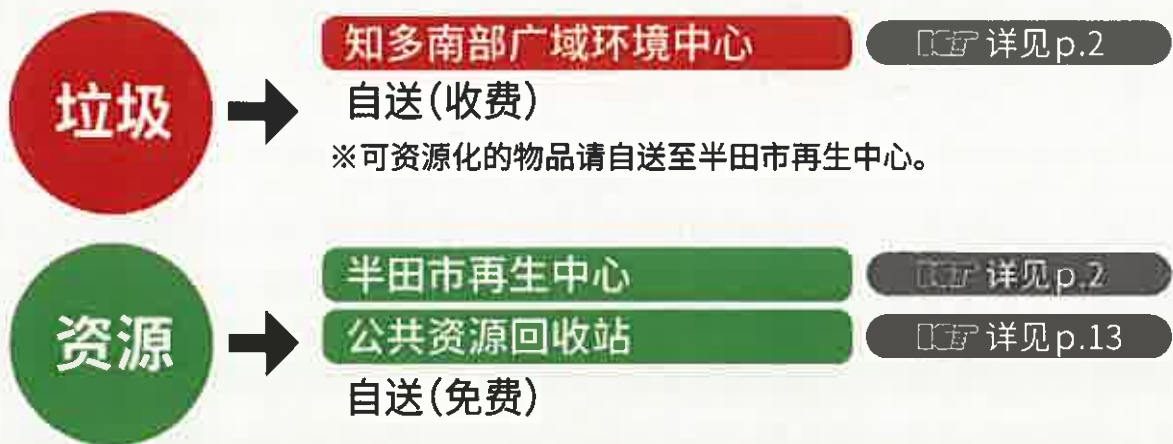 垃圾
知多南部广域环境中心
☞ 详见p.2
自送(收费)
※可资源化的物品请自送至半田市再生中心。
资源
半田市再生中心
☞ 详见p.2
公共资源回收站
☞ 详见p.13
自送(免费)